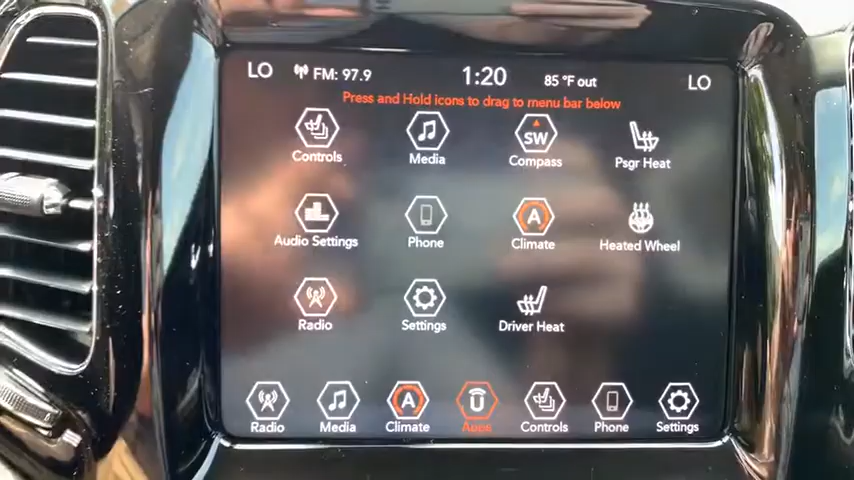 LO FM: 97.9 1:20 85 °F out LO
Press and Hold icons to drag to menu bar below
SW
Controls Media Compass Psgr Heat
A
Audio Settings Phone Climate Heated Wheel
Radio Settings Driver Heat
A
Radio Media Climate Apps Controls Phone Settings